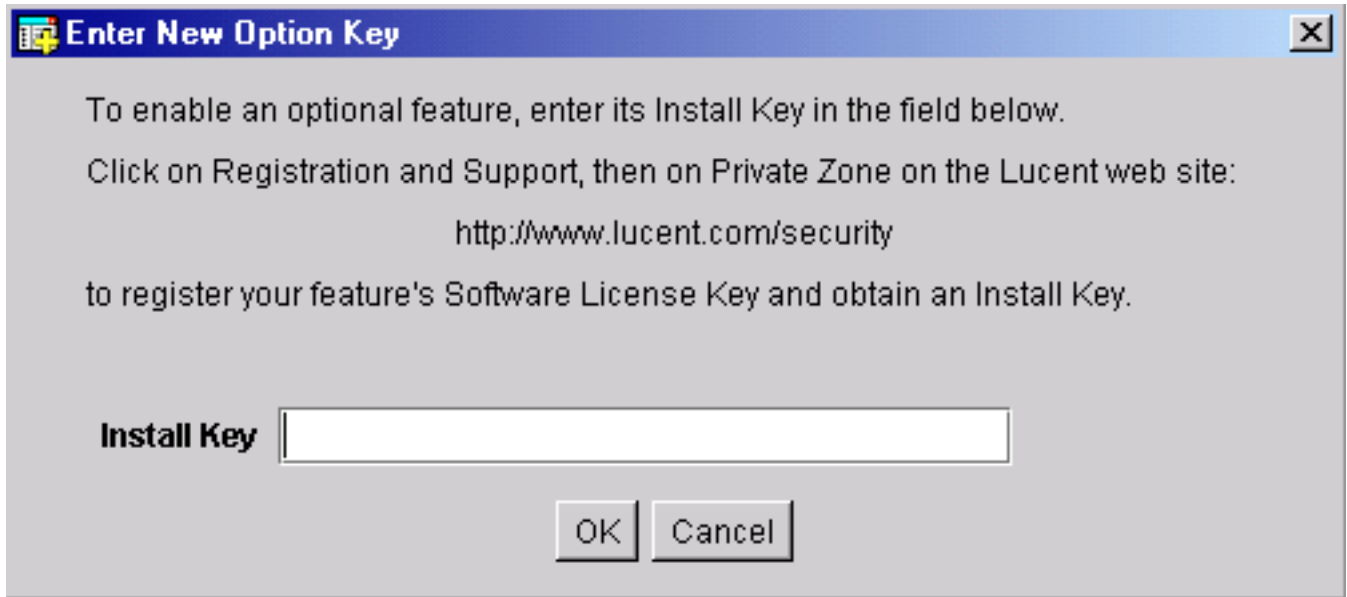 Enter New Option Key
To enable an optional feature, enter its Install Key in the field below.
Click on Registration and Support, then on Private Zone on the Lucent web site:
http://www.lucent.com/security
to register your feature's Software License Key and obtain an Install Key.
Install Key
OK Cancel